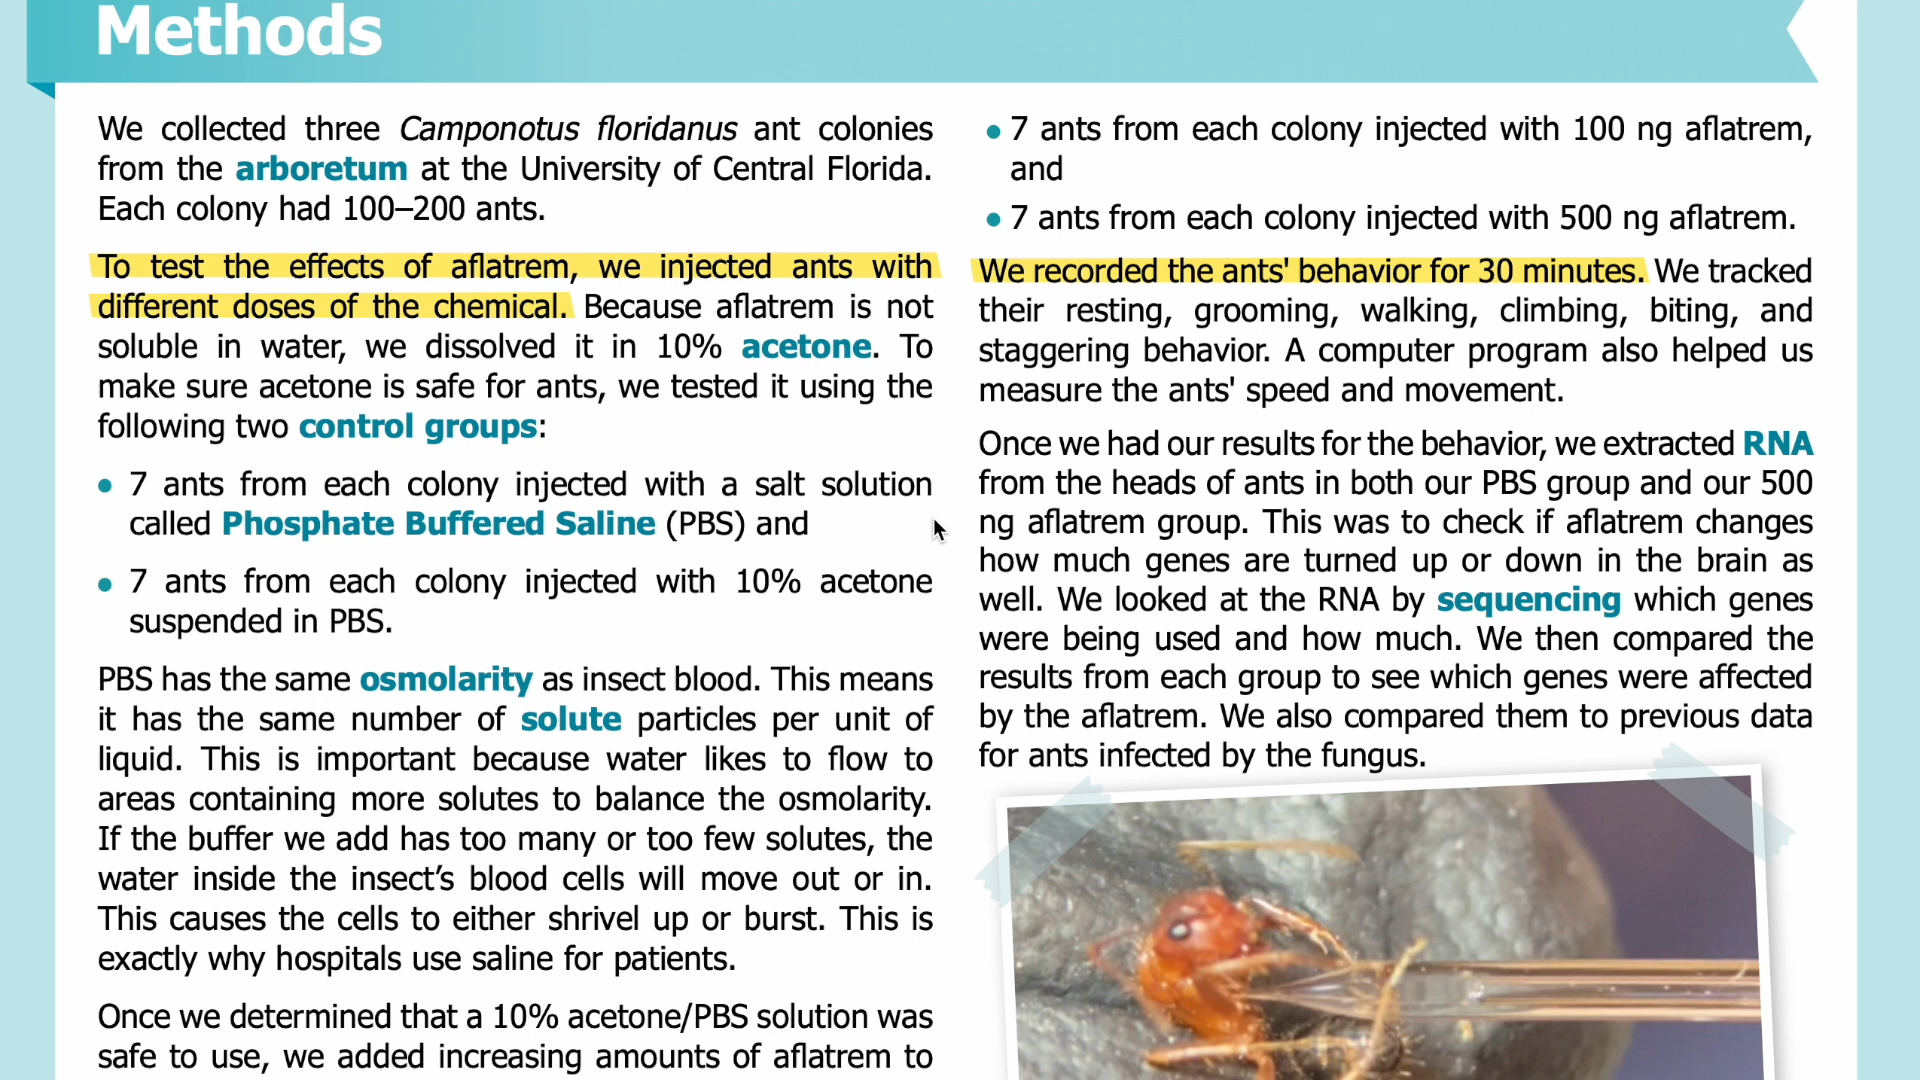 Methods
We collected three Camponotus floridanus ant colonies
from the arboretum at the University of Central Florida.
Each colony had 100–200 ants.
To test the effects of aflatrem, we injected ants with
different doses of the chemical. Because aflatrem is not
soluble in water, we dissolved it in 10% acetone. To
make sure acetone is safe for ants, we tested it using the
following two control groups:
• 7 ants from each colony injected with a salt solution
called Phosphate Buffered Saline (PBS) and
• 7 ants from each colony injected with 10% acetone
suspended in PBS.
PBS has the same osmolarity as insect blood. This means
it has the same number of solute particles per unit of
liquid. This is important because water likes to flow to
areas containing more solutes to balance the osmolarity.
If the buffer we add has too many or too few solutes, the
water inside the insect’s blood cells will move out or in.
This causes the cells to either shrivel up or burst. This is
exactly why hospitals use saline for patients.
Once we determined that a 10% acetone/PBS solution was
safe to use, we added increasing amounts of aflatrem to
• 7 ants from each colony injected with 100 ng aflatrem,
and
• 7 ants from each colony injected with 500 ng aflatrem.
We recorded the ants' behavior for 30 minutes. We tracked
their resting, grooming, walking, climbing, biting, and
staggering behavior. A computer program also helped us
measure the ants' speed and movement.
Once we had our results for the behavior, we extracted RNA
from the heads of ants in both our PBS group and our 500
ng aflatrem group. This was to check if aflatrem changes
how much genes are turned up or down in the brain as
well. We looked at the RNA by sequencing which genes
were being used and how much. We then compared the
results from each group to see which genes were affected
by the aflatrem. We also compared them to previous data
for ants infected by the fungus.